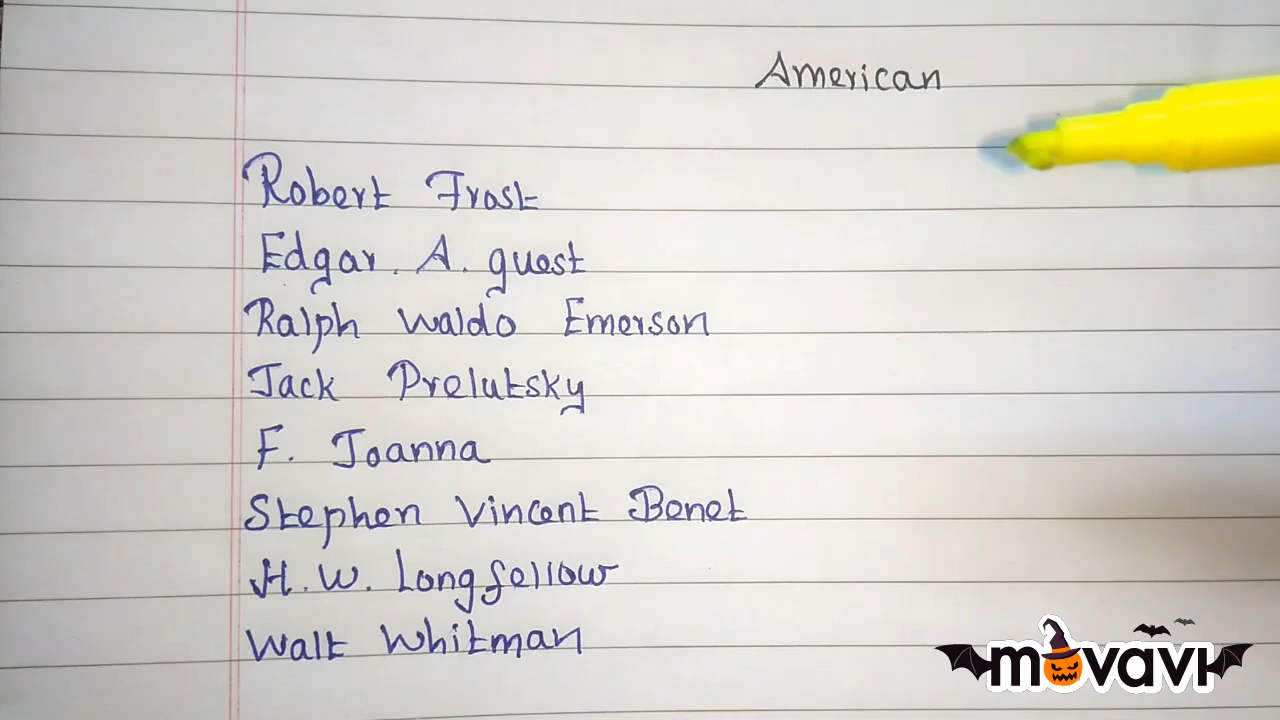 American
Robert Frost
Edgar. A. guest
Ralph Waldo Emerson
Jack Prelutsky
F. Joanna
Stephen Vincent Benet
H. W. Longfellow
Walt Whitman
movavi